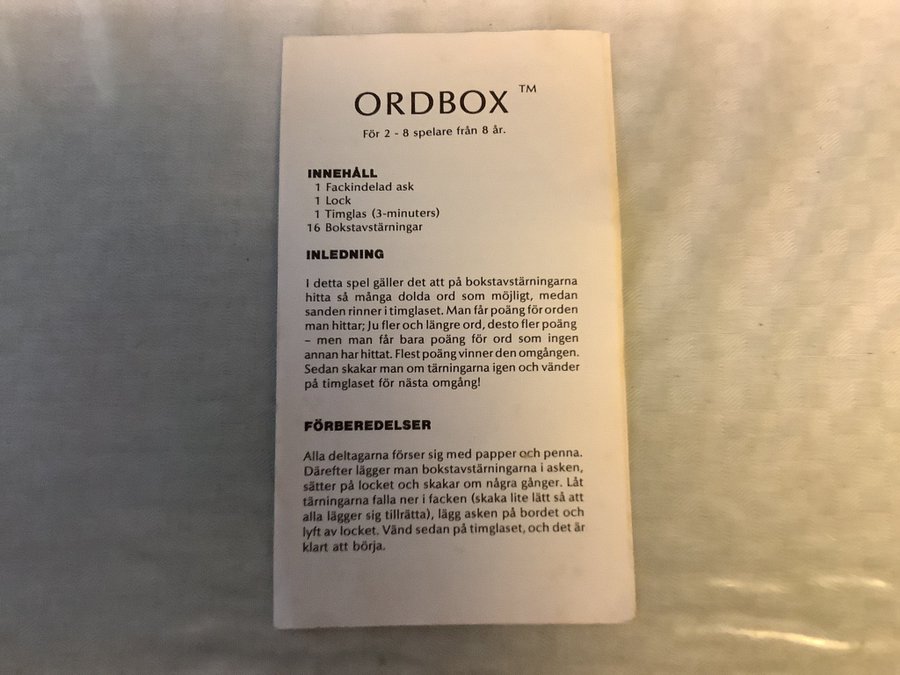 ORDBOX ™
För 2 - 8 spelare från 8 år.
INNEHÅLL
1 Fackindelad ask
1 Lock
1 Timglas (3-minuters)
16 Bokstavstärningar
INLEDNING
I detta spel gäller det att på bokstavstärningarna
hitta så många dolda ord som möjligt, medan
sanden rinner i timglaset. Man får poäng för orden
man hittar; Ju fler och längre ord, desto fler poäng
– men man får bara poäng för ord som ingen
annan har hittat. Flest poäng vinner den omgången.
Sedan skakar man om tärningarna igen och vänder
på timglaset för nästa omgång!
FÖRBEREDELSER
Alla deltagarna förser sig med papper och penna.
Därefter lägger man bokstavstärningarna i asken,
sätter på locket och skakar om några gånger. Låt
tärningarna falla ner i facken (skaka lite lätt så att
alla lägger sig tillrätta), lägg asken på bordet och
lyft av locket. Vänd sedan på timglaset, och det är
klart att börja.